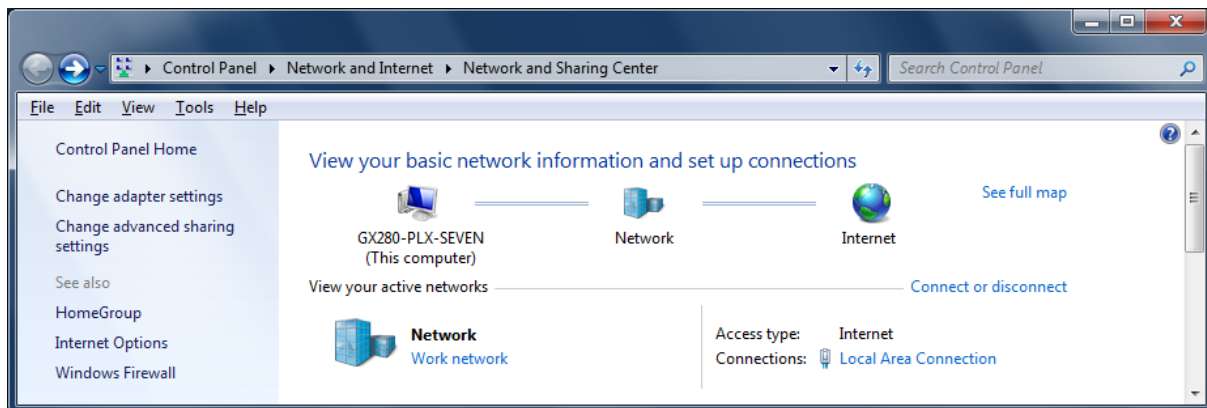 Control Panel Network and Internet Network and Sharing Center Search Control Panel
File Edit View Tools Help
Control Panel Home
Change adapter settings
Change advanced sharing
settings
See also
HomeGroup
Internet Options
Windows Firewall
View your basic network information and set up connections
See full map
GX280-PLX-SEVEN
(This computer)
Network
Internet
View your active networks
Connect or disconnect
Network
Work network
Access type: Internet
Connections: Local Area Connection